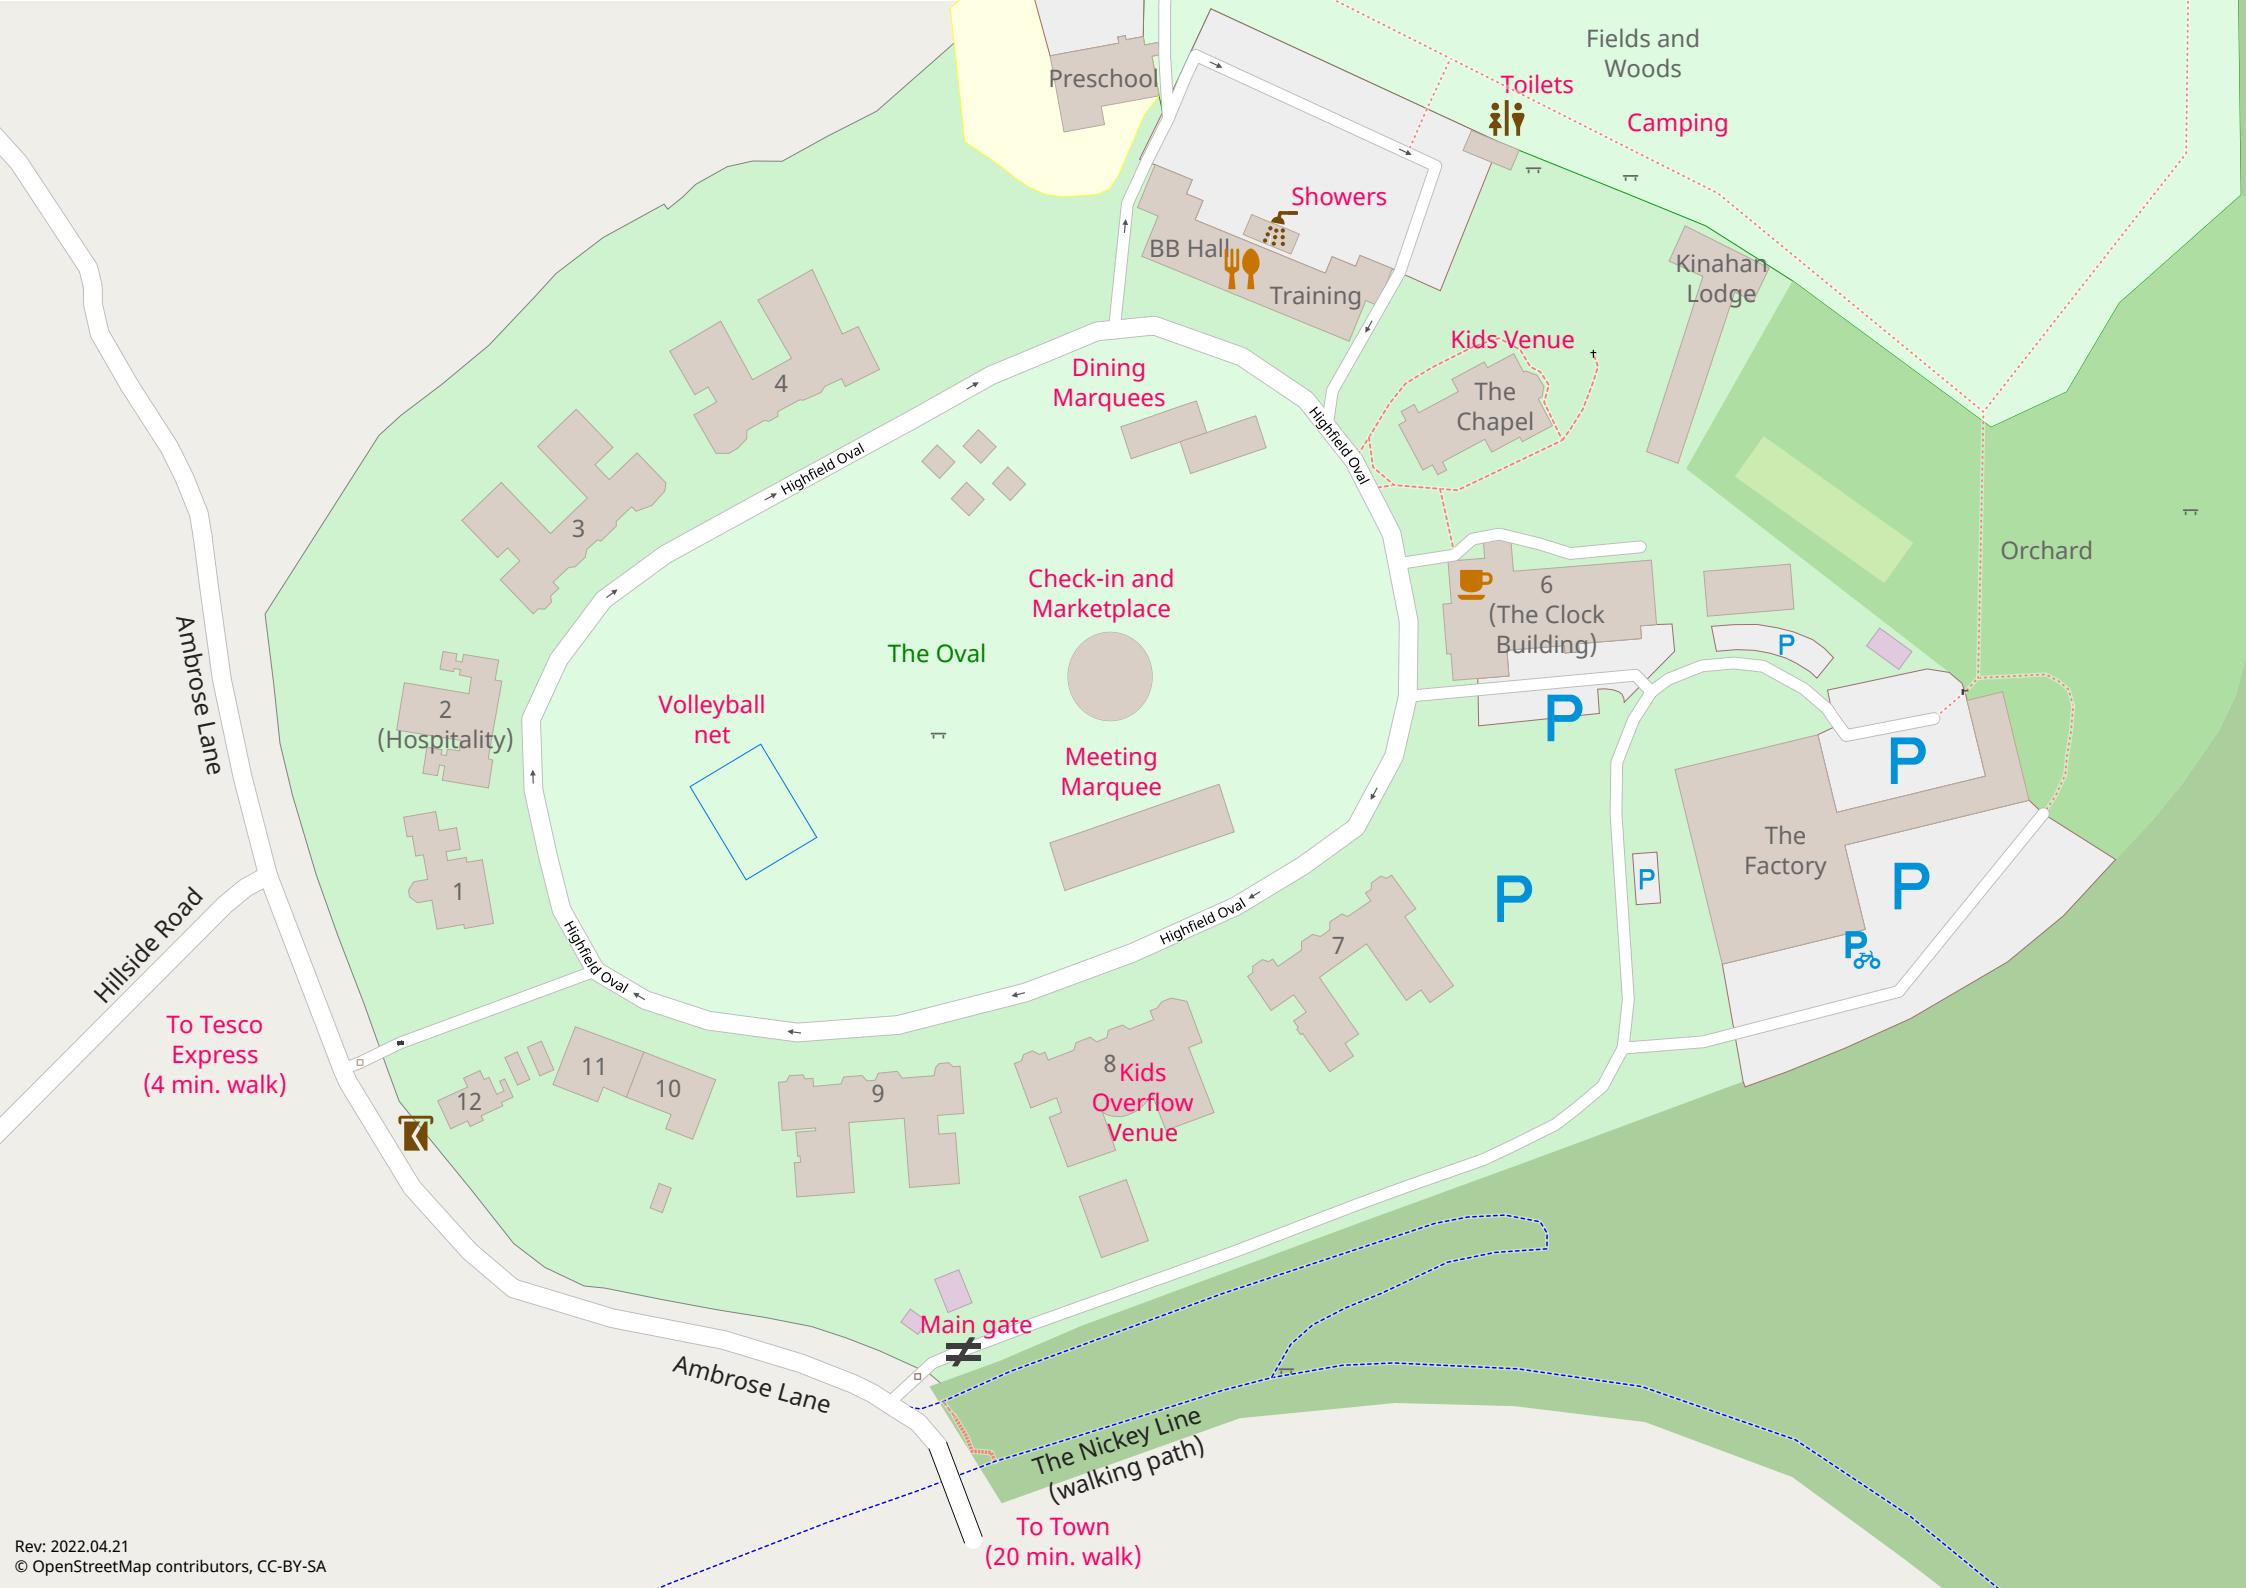 Preschool
Fields and
Woods
Toilets
Camping
Showers
BB Hall
Training
Kinahan
Lodge
Kids Venue
The
Chapel
Dining
Marquees
4
Highfield Oval
Highfield Oval
3
Check-in and
Marketplace
The Oval
6
(The Clock
Building)
Orchard
P
P
P
Ambrose Lane
2
(Hospitality)
Volleyball
net
Meeting
Marquee
1
The
Factory
P
P
P
P
Hillside Road
Highfield Oval
Highfield Oval
7
To Tesco
Express
(4 min. walk)
11
10
12
9
8
Kids
Overflow
Venue
Main gate
Ambrose Lane
The Nickey Line
(walking path)
To Town
(20 min. walk)
Rev: 2022.04.21
© OpenStreetMap contributors, CC-BY-SA